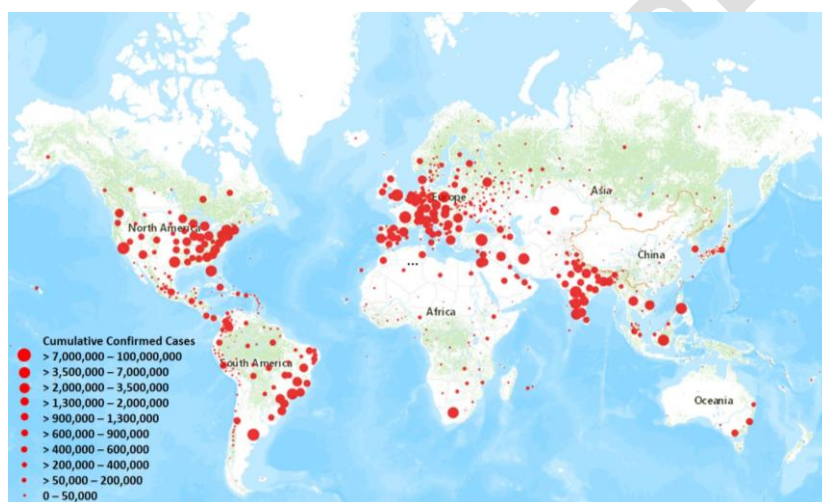 Asia
Europe
North America
China
...
Africa
South America
Oceania
Cumulative Confirmed Cases
> 7,000,000 – 100,000,000
> 3,500,000 – 7,000,000
> 2,000,000 – 3,500,000
> 1,300,000 – 2,000,000
> 900,000 – 1,300,000
> 600,000 – 900,000
> 400,000 – 600,000
> 200,000 – 400,000
> 50,000 – 200,000
0 – 50,000